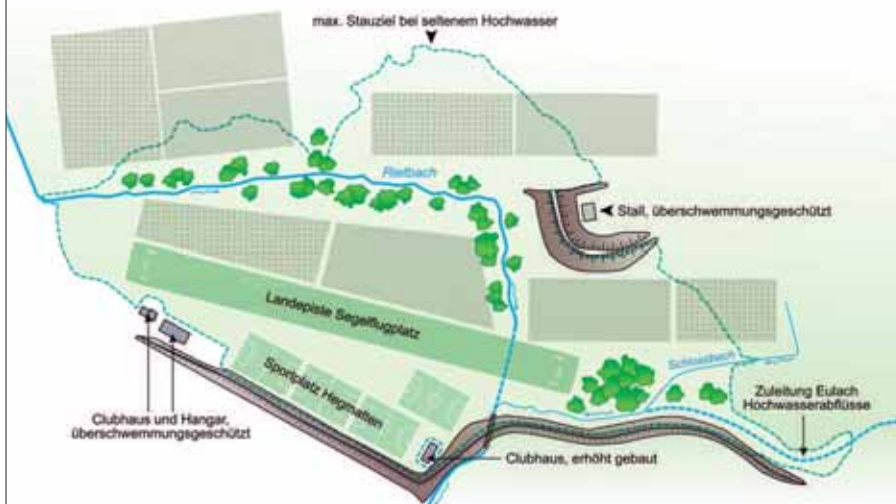 max. Stauziel bei seltenem Hochwasser
Rietbach
Stall, überschwemmungsgeschützt
Landepiste Segelflugplatz
Schlossbach
Sportplatz Hegmatten
Zuleitung Eulach
Hochwasserabflüsse
Clubhaus und Hangar,
überschwemmungsgeschützt
Clubhaus, erhöht gebaut